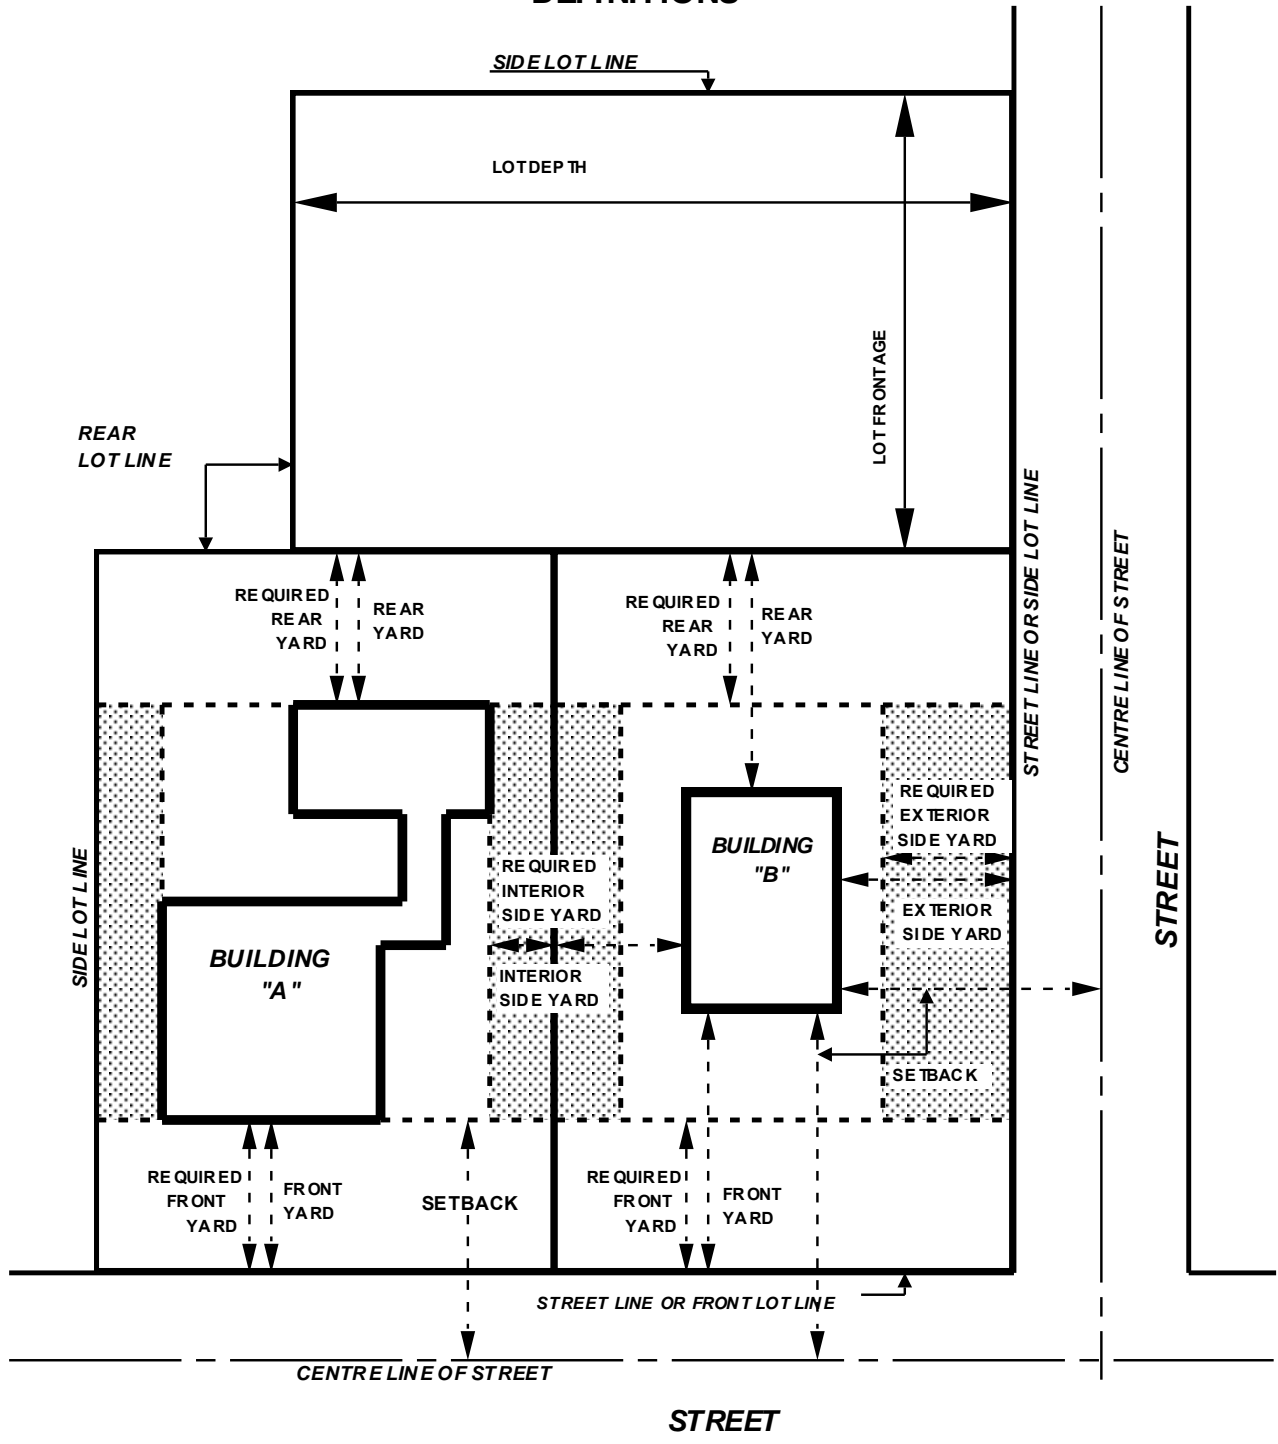 DEFINITIONS
SIDE LOT LINE
LOT DEPTH
LOT FRONTAGE
REAR
LOT LINE
STREET LINE OR SIDE LOT LINE
CENTRE LINE OF STREET
REQUIRED
REAR
YARD
REAR
YARD
REQUIRED
REAR
YARD
REAR
YARD
SIDE LOT LINE
BUILDING
"A"
REQUIRED
INTERIOR
SIDE YARD
INTERIOR
SIDE YARD
BUILDING
"B"
REQUIRED
EXTERIOR
SIDE YARD
EXTERIOR
SIDE YARD
SETBACK
STREET
REQUIRED
FRONT
YARD
FRONT
YARD
SETBACK
REQUIRED
FRONT
YARD
FRONT
YARD
STREET LINE OR FRONT LOT LINE
CENTRE LINE OF STREET
STREET